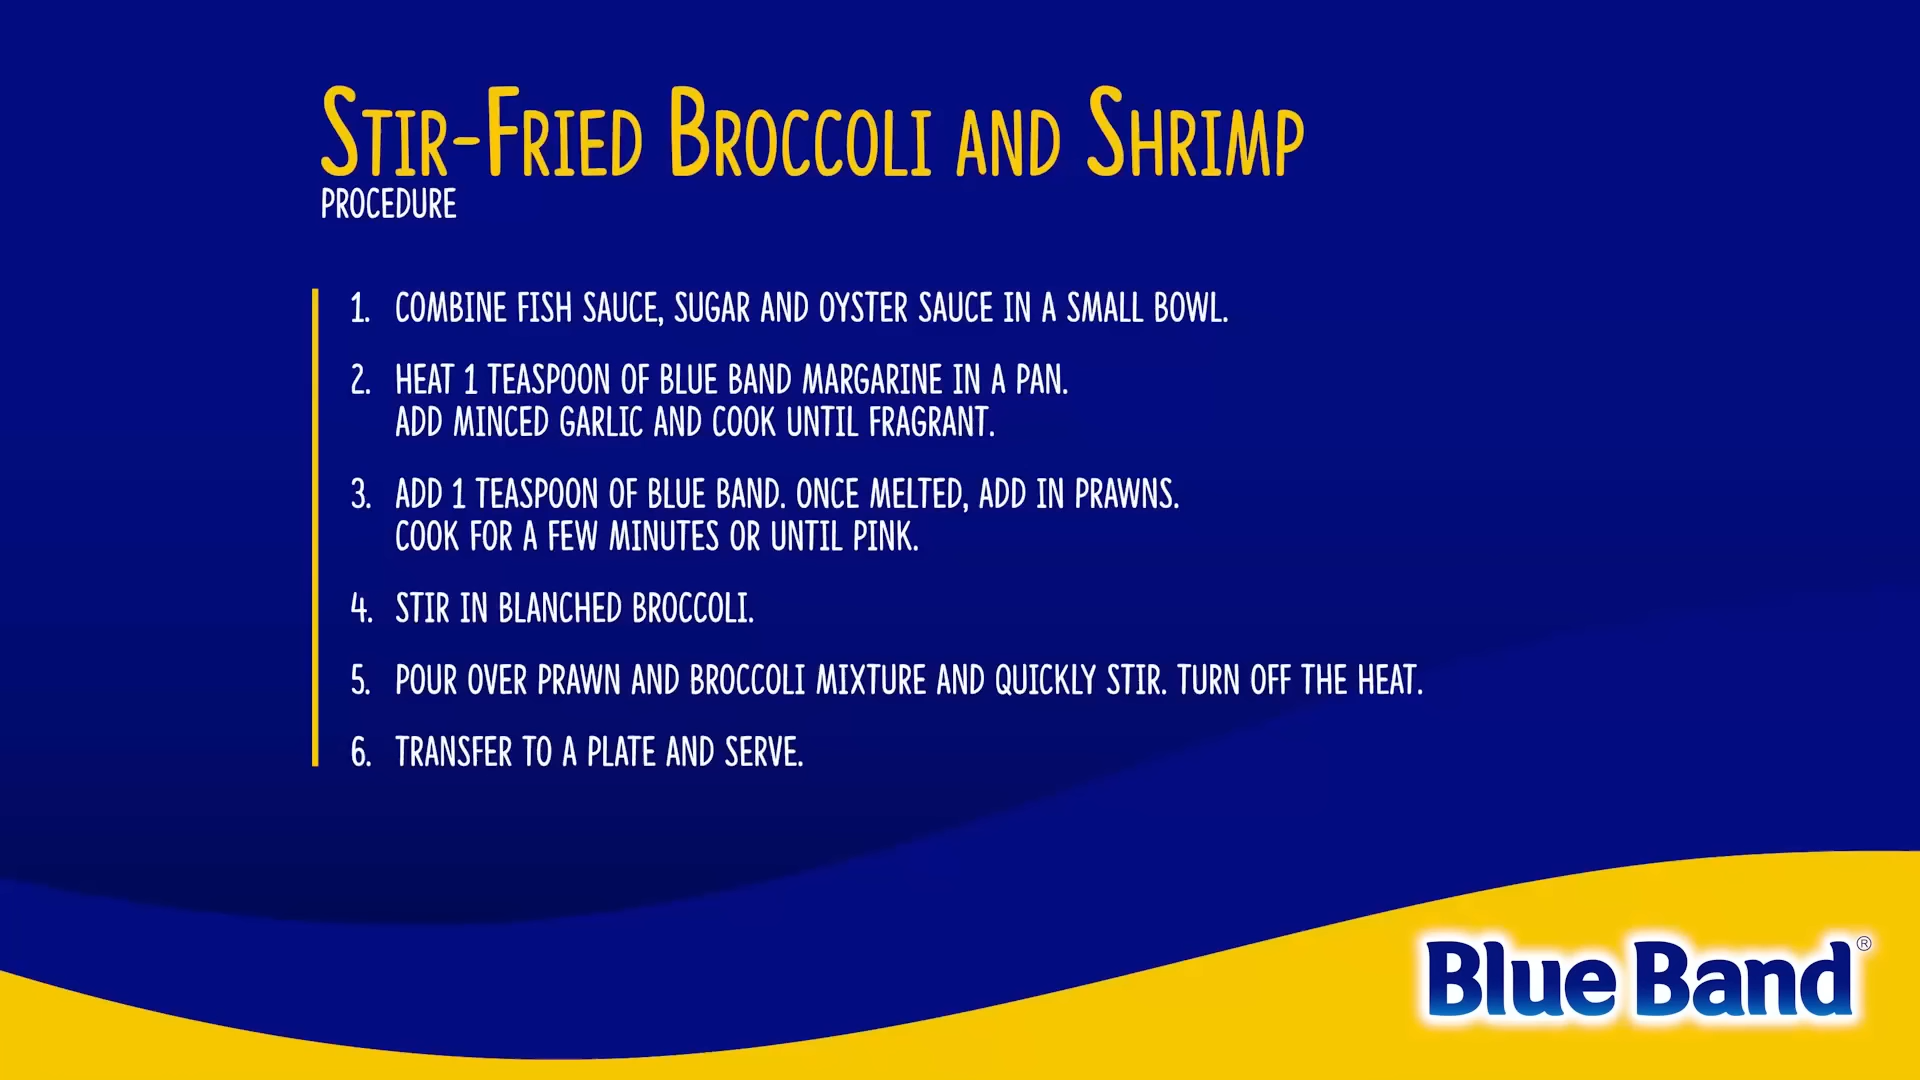 Stir-Fried Broccoli and Shrimp
PROCEDURE
1. COMBINE FISH SAUCE, SUGAR AND OYSTER SAUCE IN A SMALL BOWL.
2. HEAT 1 TEASPOON OF BLUE BAND MARGARINE IN A PAN.
ADD MINCED GARLIC AND COOK UNTIL FRAGRANT.
3. ADD 1 TEASPOON OF BLUE BAND. ONCE MELTED, ADD IN PRAWNS.
COOK FOR A FEW MINUTES OR UNTIL PINK.
4. STIR IN BLANCHED BROCCOLI.
5. POUR OVER PRAWN AND BROCCOLI MIXTURE AND QUICKLY STIR. TURN OFF THE HEAT.
6. TRANSFER TO A PLATE AND SERVE.
Blue Band®